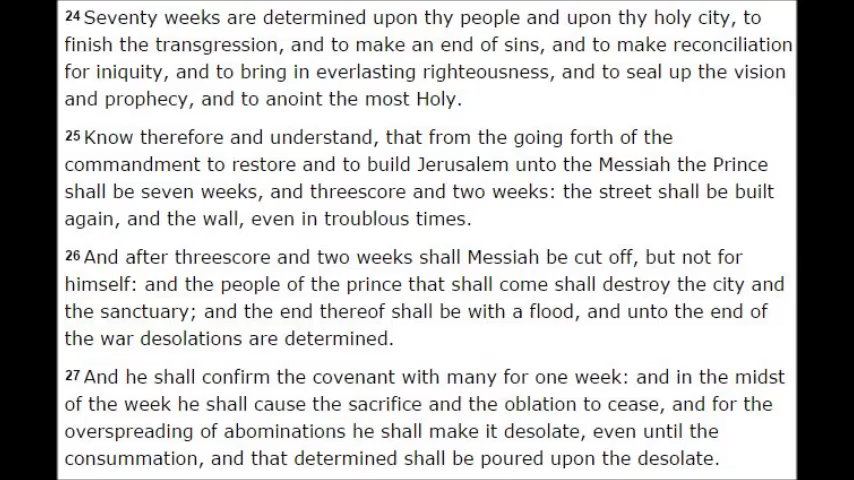 24 Seventy weeks are determined upon thy people and upon thy holy city, to
finish the transgression, and to make an end of sins, and to make reconciliation
for iniquity, and to bring in everlasting righteousness, and to seal up the vision
and prophecy, and to anoint the most Holy.
25 Know therefore and understand, that from the going forth of the
commandment to restore and to build Jerusalem unto the Messiah the Prince
shall be seven weeks, and threescore and two weeks: the street shall be built
again, and the wall, even in troublous times.
26 And after threescore and two weeks shall Messiah be cut off, but not for
himself: and the people of the prince that shall come shall destroy the city and
the sanctuary; and the end thereof shall be with a flood, and unto the end of
the war desolations are determined.
27 And he shall confirm the covenant with many for one week: and in the midst
of the week he shall cause the sacrifice and the oblation to cease, and for the
overspreading of abominations he shall make it desolate, even until the
consummation, and that determined shall be poured upon the desolate.